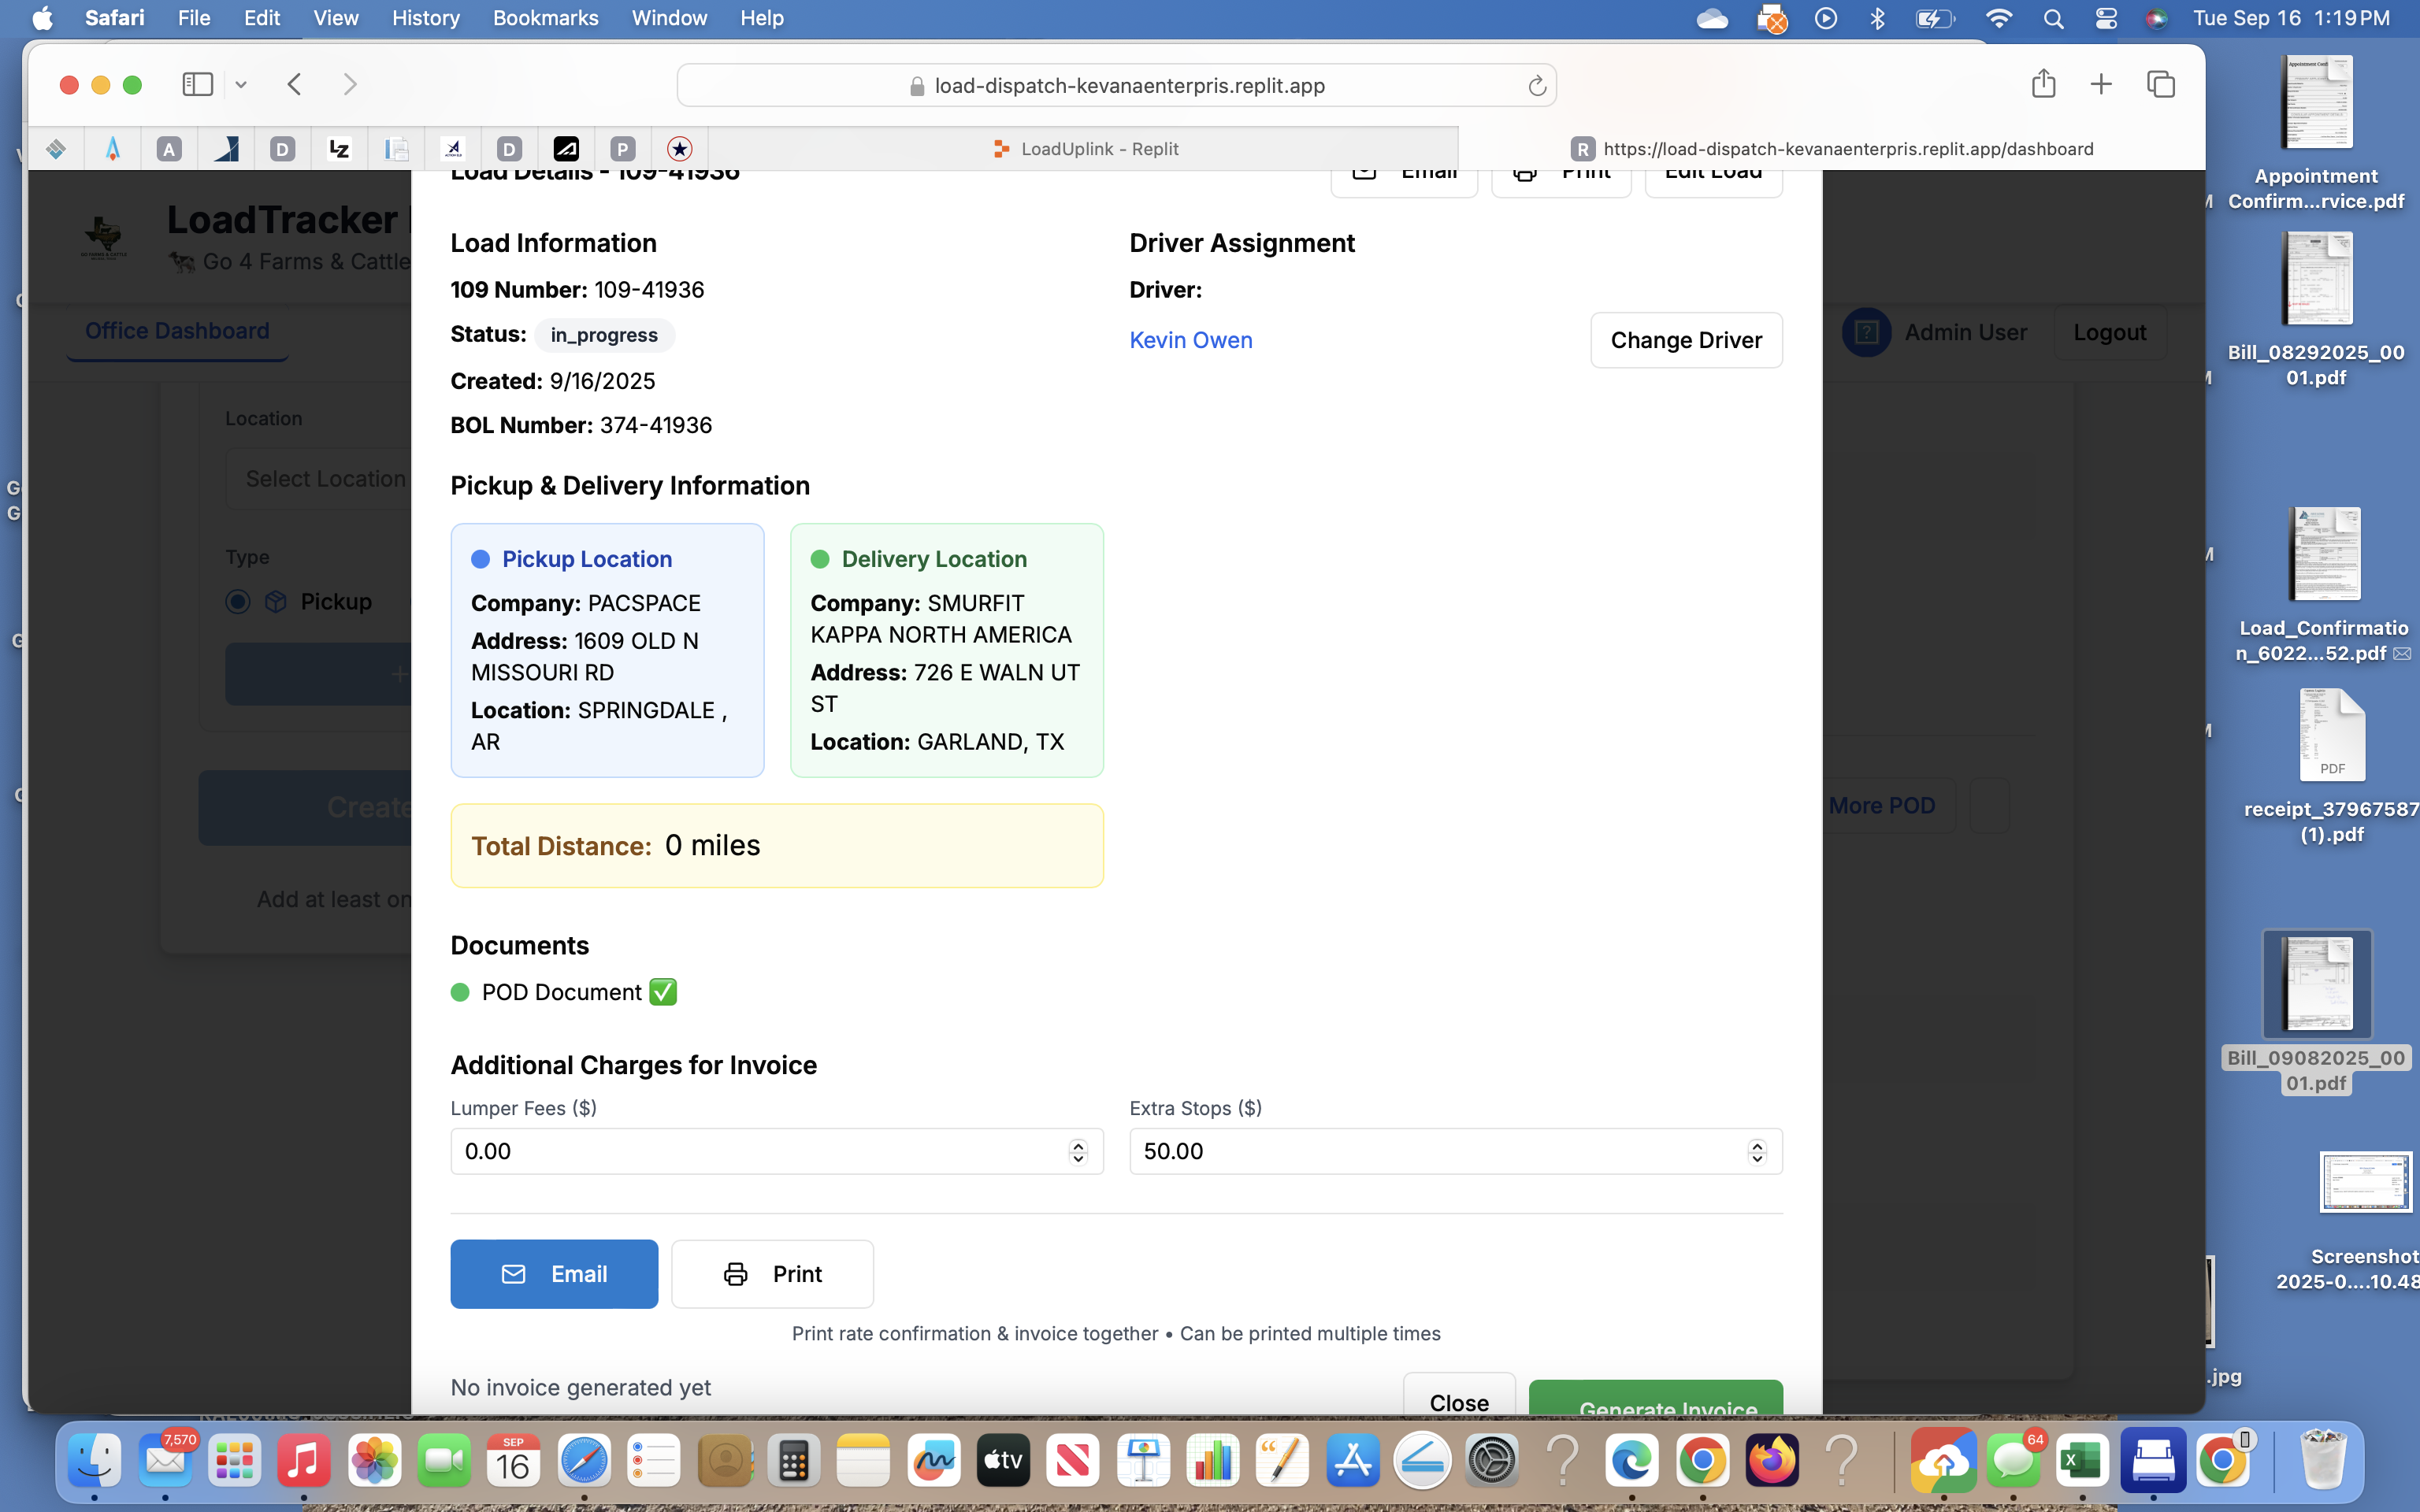 Safari File Edit View History Bookmarks Window Help
Tue Sep 16 1:19 PM
load-dispatch-kevanaenterpris.replit.app
A
D
LZ
D
P
LoadUplink - Replit
R https://load-dispatch-kevanaenterpris.replit.app/dashboard
LoadTracker
Go 4 Farms & Cattle
Office Dashboard
Admin User
Logout
Location
Select Location
Type
Pickup
+
Create
Add at least on
More POD
Load Details - 109-41936
Email
Print
Edit Load
Load Information
109 Number: 109-41936
Status: in_progress
Created: 9/16/2025
BOL Number: 374-41936
Driver Assignment
Driver:
Kevin Owen
Change Driver
Pickup & Delivery Information
Pickup Location
Company: PACSPACE
Address: 1609 OLD N
MISSOURI RD
Location: SPRINGDALE ,
AR
Delivery Location
Company: SMURFIT
KAPPA NORTH AMERICA
Address: 726 E WALN UT
ST
Location: GARLAND, TX
Total Distance: 0 miles
Documents
POD Document ✅
Additional Charges for Invoice
Lumper Fees ($)
0.00
Extra Stops ($)
50.00
Email
Print
Print rate confirmation & invoice together • Can be printed multiple times
No invoice generated yet
Close
Generate Invoice
Appointment
Confirm...rvice.pdf
Bill_08292025_00
01.pdf
Load_Confirmatio
n_6022...52.pdf
PDF
receipt_37967587
(1).pdf
Bill_09082025_00
01.pdf
Screenshot
2025-0....10.48
.jpg
7,570
SEP
16
tv
64